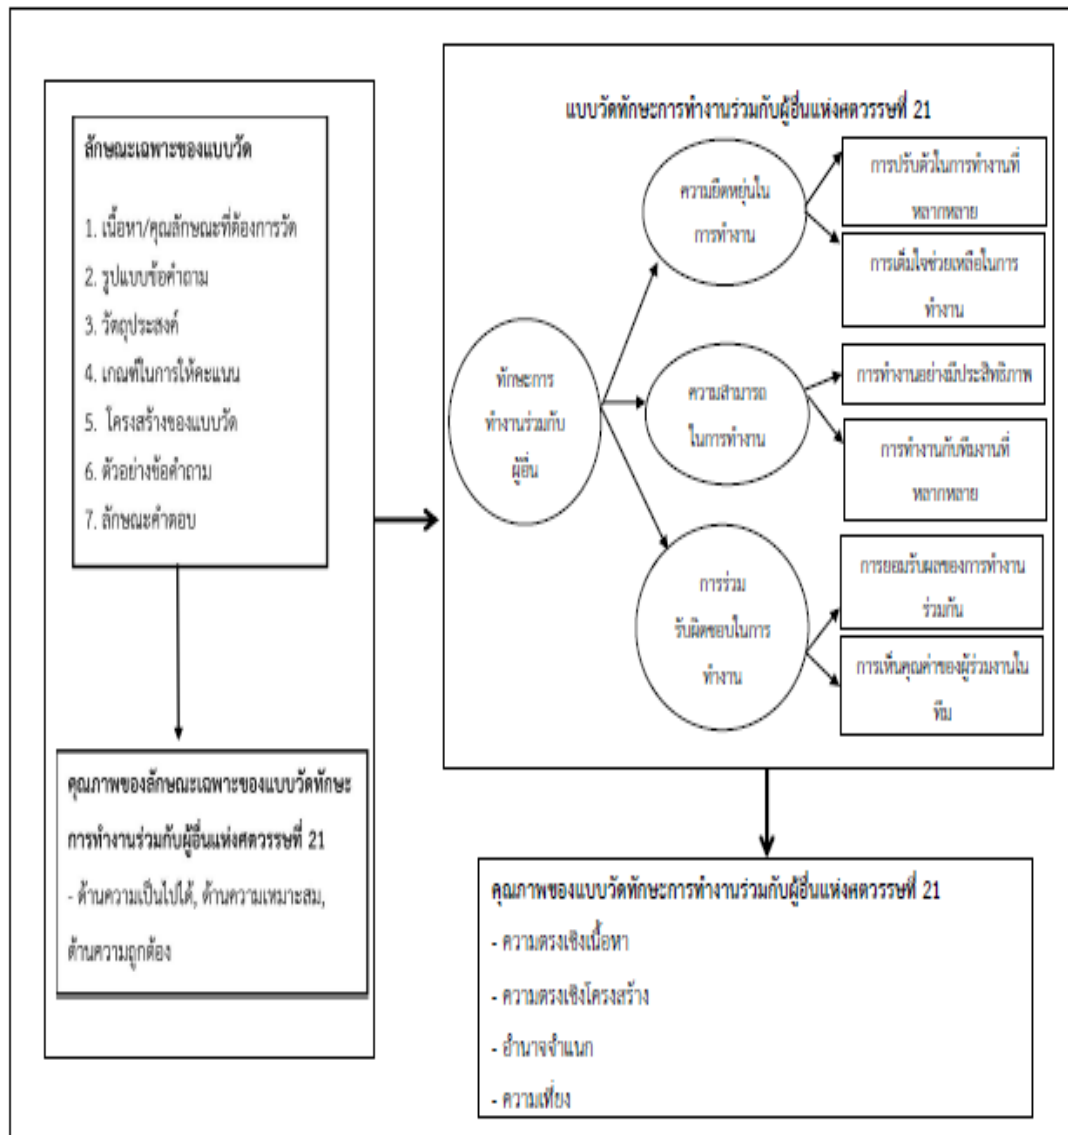 ลักษณะเฉพาะของแบบวัด
1. เนื้อหา/คุณลักษณะที่ต้องการวัด
2. รูปแบบข้อคำถาม
3. วัตถุประสงค์
4. เกณฑ์ในการให้คะแนน
5. โครงสร้างของแบบวัด
6. ตัวอย่างข้อคำถาม
7. ลักษณะคำตอบ
คุณภาพของลักษณะเฉพาะของแบบวัดทักษะ
การทำงานร่วมกับผู้อื่นแห่งศตวรรษที่ 21
- ด้านความเป็นไปได้, ด้านความเหมาะสม,
ด้านความถูกต้อง
แบบวัดทักษะการทำงานร่วมกับผู้อื่นแห่งศตวรรษที่ 21
ทักษะการ
ทำงานร่วมกับ
ผู้อื่น
ความยืดหยุ่นใน
การทำงาน
การปรับตัวในการทำงานที่
หลากหลาย
การเต็มใจช่วยเหลือในการ
ทำงาน
ความสามารถ
ในการทำงาน
การทำงานอย่างมีประสิทธิภาพ
การทำงานกับทีมงานที่
หลากหลาย
การร่วม
รับผิดชอบในการ
ทำงาน
การยอมรับผลของการทำงาน
ร่วมกัน
การเห็นคุณค่าของผู้ร่วมงานใน
ทีม
คุณภาพของแบบวัดทักษะการทำงานร่วมกับผู้อื่นแห่งศตวรรษที่ 21
- ความตรงเชิงเนื้อหา
- ความตรงเชิงโครงสร้าง
- อำนาจจำแนก
- ความเที่ยง